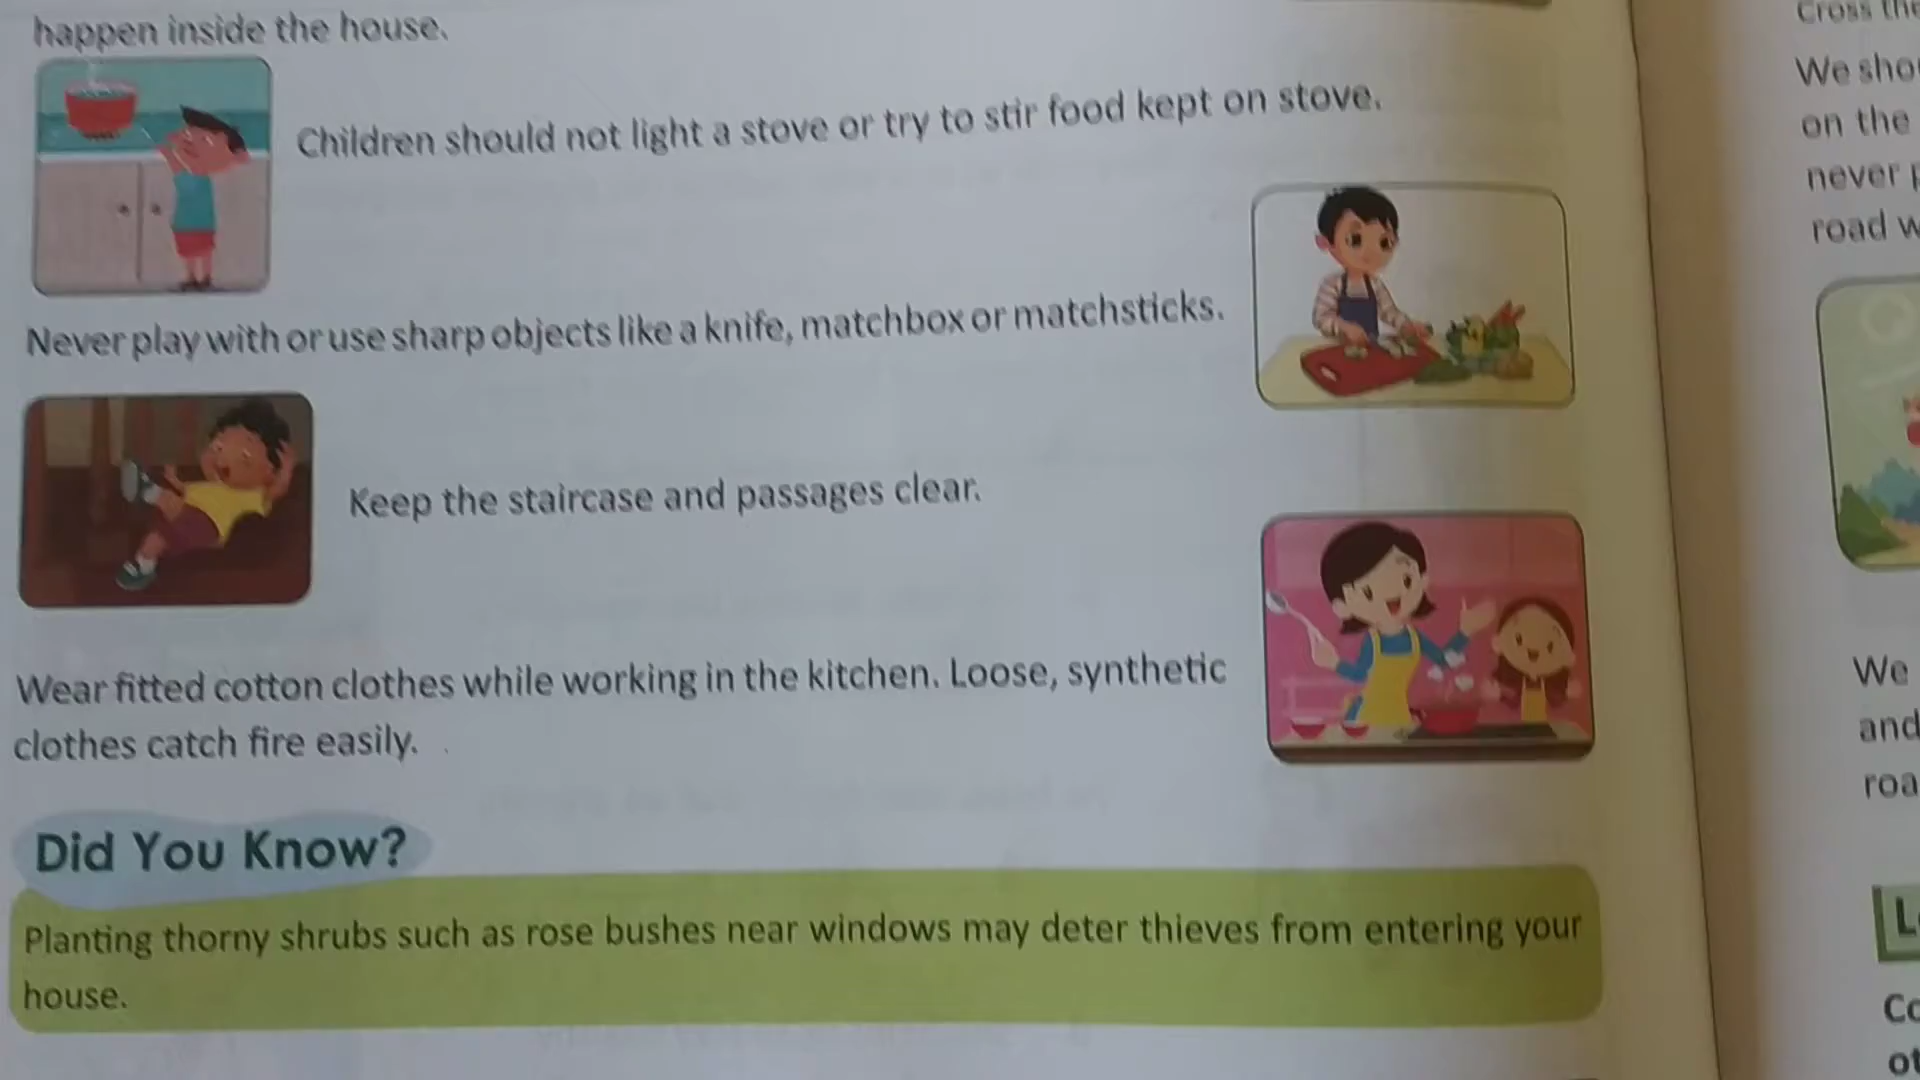 happen inside the house.
Children should not light a stove or try to stir food kept on stove.
Never play with or use sharp objects like a knife, matchbox or matchsticks.
Keep the staircase and passages clear.
Wear fitted cotton clothes while working in the kitchen. Loose, synthetic
clothes catch fire easily.
Did You Know?
Planting thorny shrubs such as rose bushes near windows may deter thieves from entering your
house.
Cross
We
on the
never
road
We
and